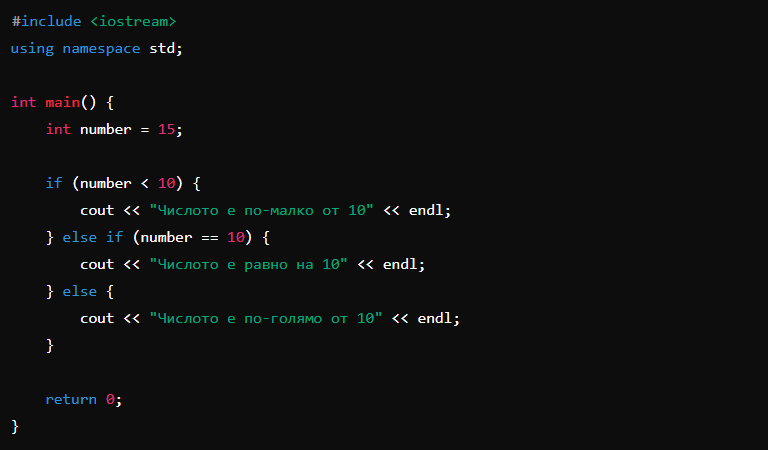 #include <iostream>
using namespace std;
int main() {
int number = 15;
if (number < 10) {
cout << "Числото е по-малко от 10" << endl;
} else if (number == 10) {
cout << "Числото е равно на 10" << endl;
} else {
cout << "Числото е по-голямо от 10" << endl;
}
return 0;
}